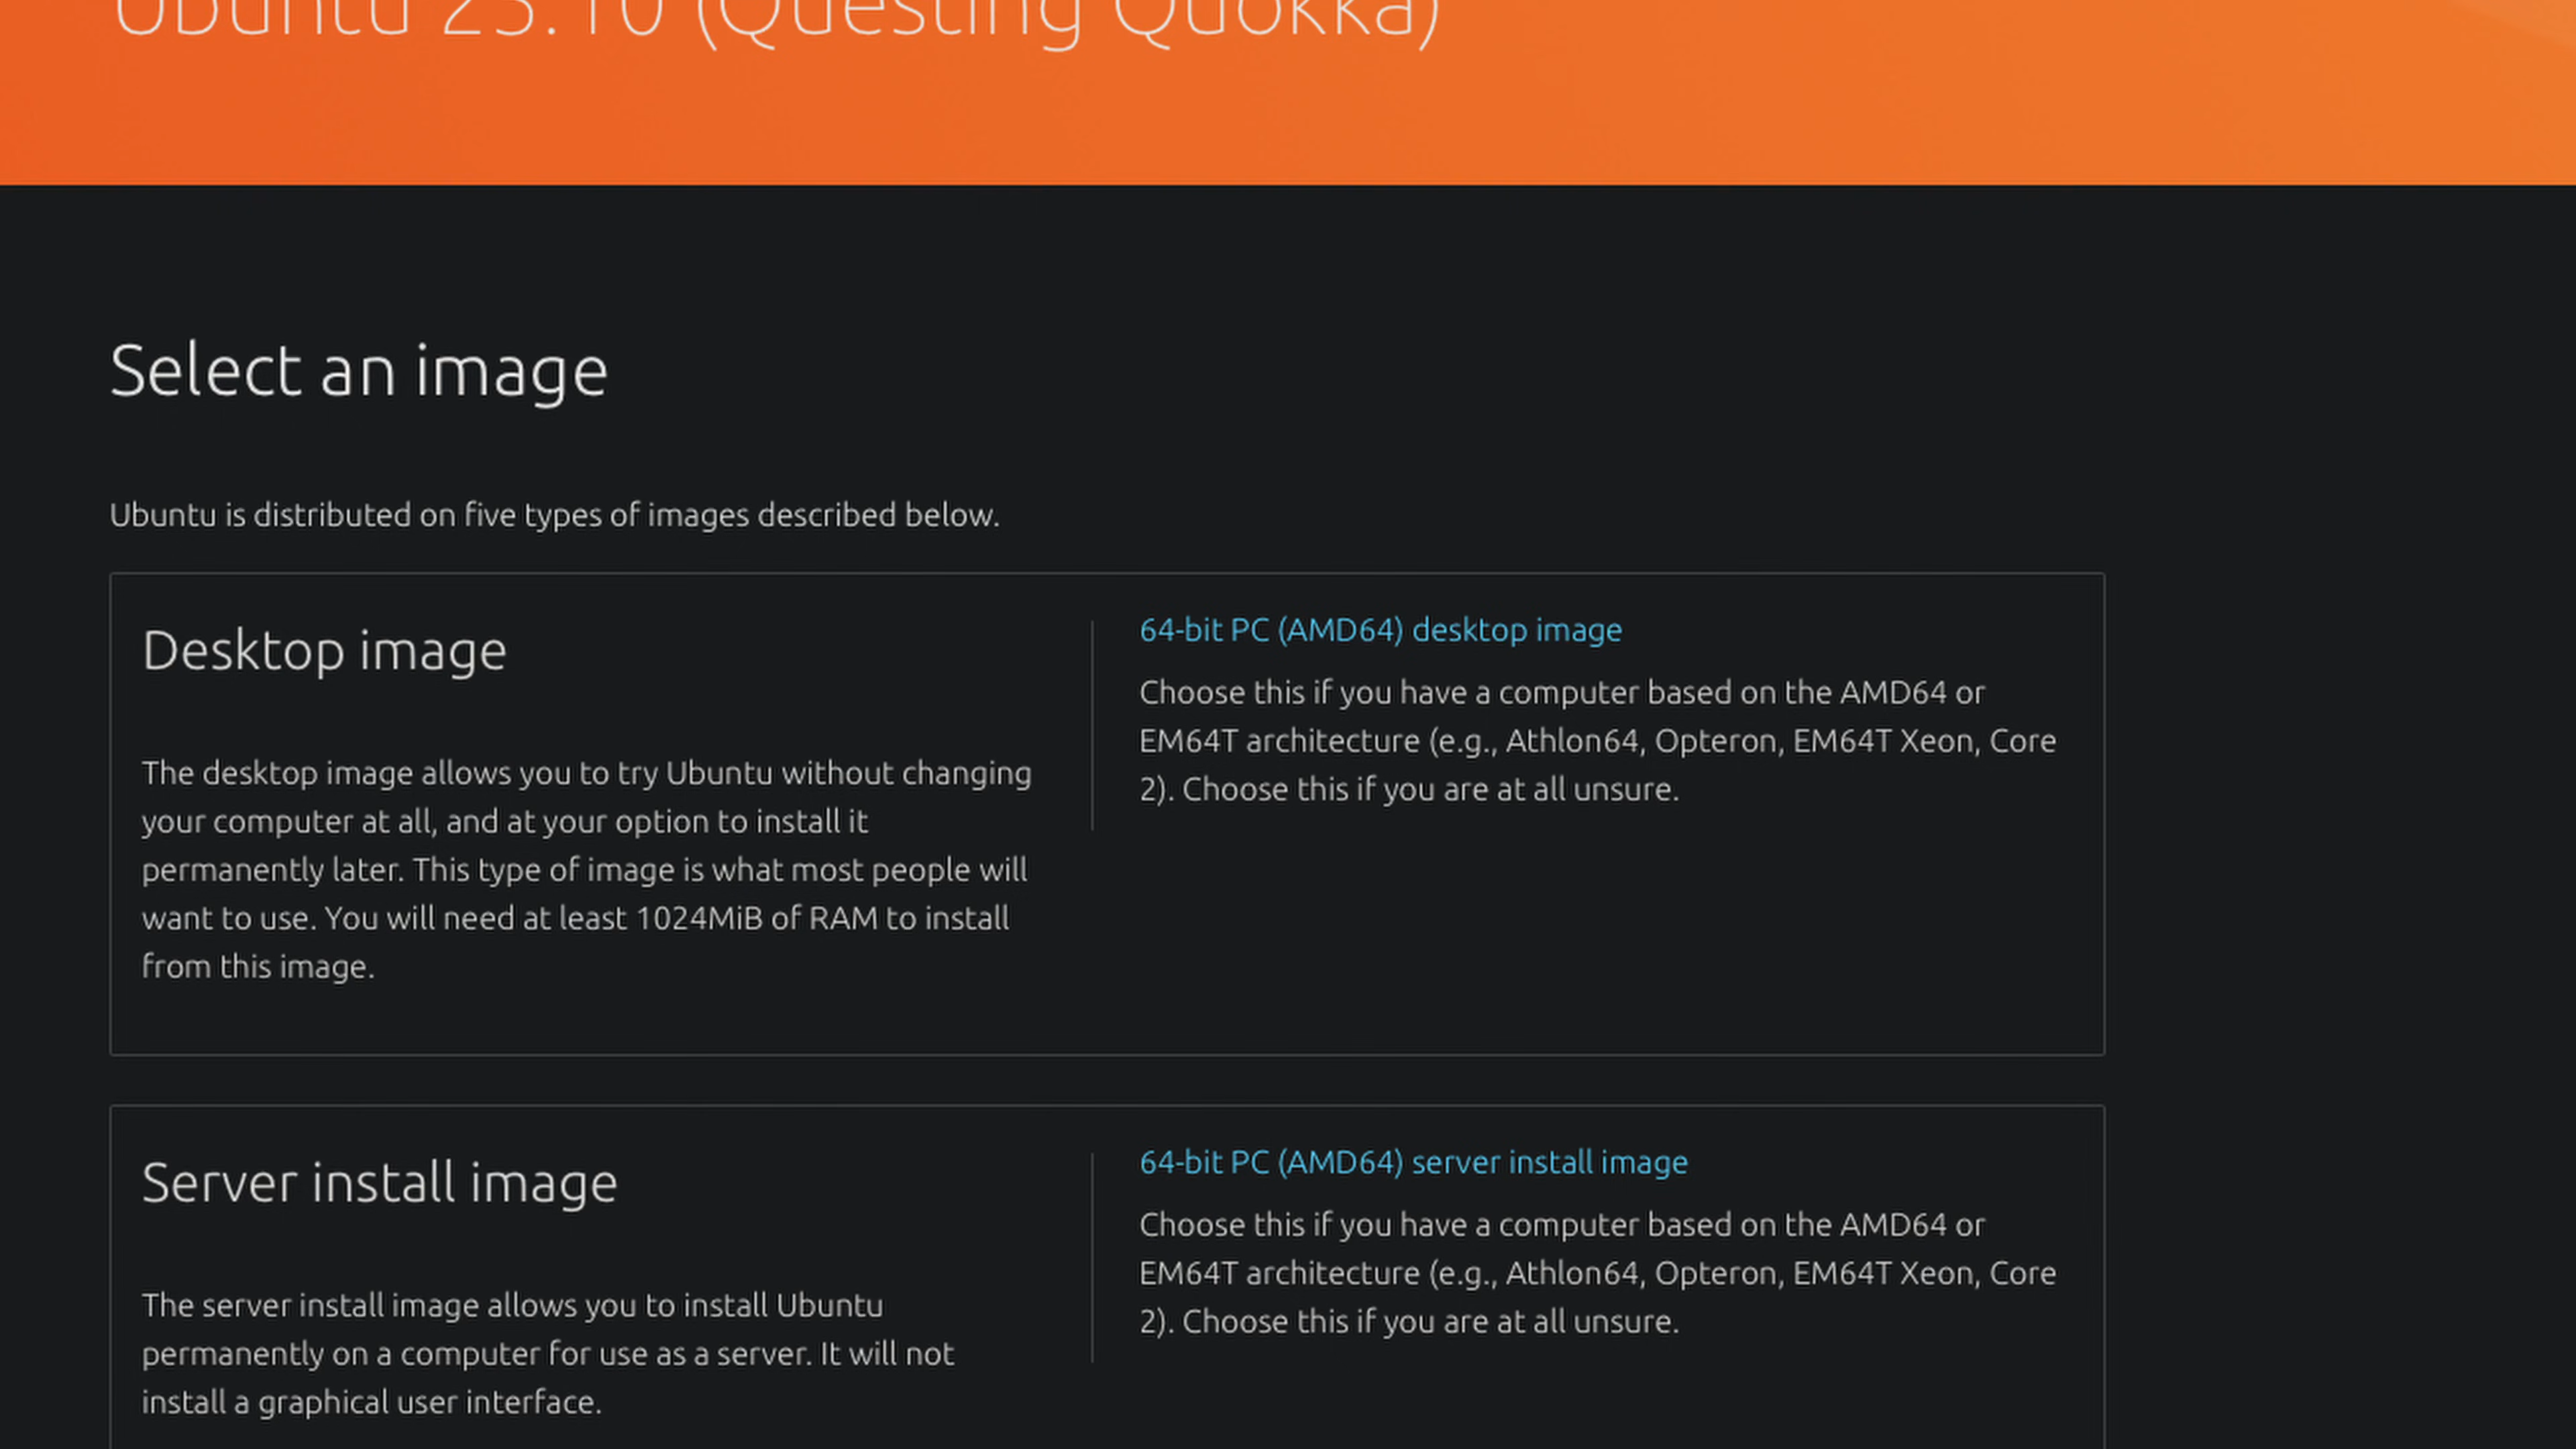 Ubuntu 25.10 (Questing Quokka)
Select an image
Ubuntu is distributed on five types of images described below.
Desktop image
The desktop image allows you to try Ubuntu without changing
your computer at all, and at your option to install it
permanently later. This type of image is what most people will
want to use. You will need at least 1024MiB of RAM to install
from this image.
64-bit PC (AMD64) desktop image
Choose this if you have a computer based on the AMD64 or
EM64T architecture (e.g., Athlon64, Opteron, EM64T Xeon, Core
2). Choose this if you are at all unsure.
Server install image
The server install image allows you to install Ubuntu
permanently on a computer for use as a server. It will not
install a graphical user interface.
64-bit PC (AMD64) server install image
Choose this if you have a computer based on the AMD64 or
EM64T architecture (e.g., Athlon64, Opteron, EM64T Xeon, Core
2). Choose this if you are at all unsure.